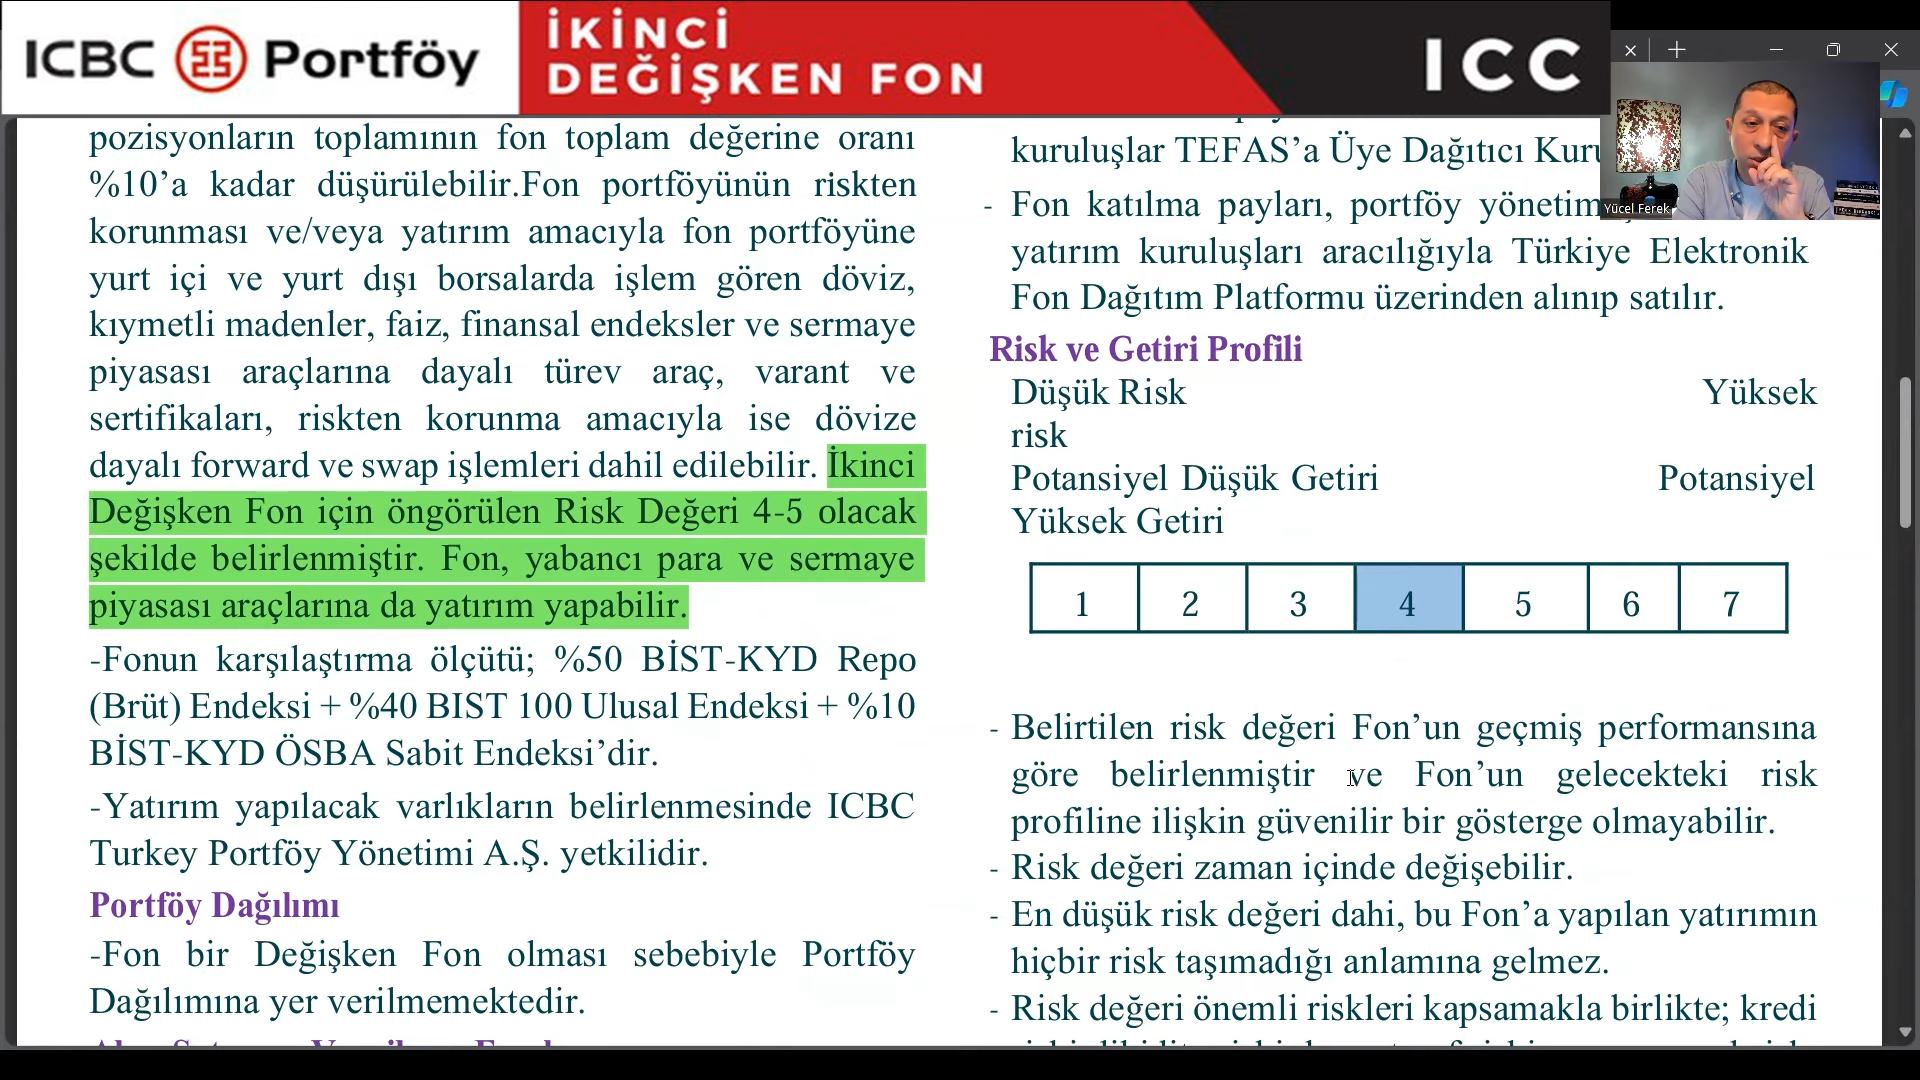 ICBC Portföy
İKİNCİ
DEĞİŞKEN FON
ICC
Yücel Ferek
pozisyonların toplamının fon toplam değerine oranı
%10’a kadar düşürülebilir.Fon portföyünün riskten
korunması ve/veya yatırım amacıyla fon portföyüne
yurt içi ve yurt dışı borsalarda işlem gören döviz,
kıymetli madenler, faiz, finansal endeksler ve sermaye
piyasası araçlarına dayalı türev araç, varant ve
sertifikaları, riskten korunma amacıyla ise dövize
dayalı forward ve swap işlemleri dahil edilebilir. İkinci
Değişken Fon için öngörülen Risk Değeri 4-5 olacak
şekilde belirlenmiştir. Fon, yabancı para ve sermaye
piyasası araçlarına da yatırım yapabilir.
-Fonun karşılaştırma ölçütü; %50 BİST-KYD Repo
(Brüt) Endeksi + %40 BIST 100 Ulusal Endeksi + %10
BİST-KYD ÖSBA Sabit Endeksi’dir.
-Yatırım yapılacak varlıkların belirlenmesinde ICBC
Turkey Portföy Yönetimi A.Ş. yetkilidir.
Portföy Dağılımı
-Fon bir Değişken Fon olması sebebiyle Portföy
Dağılımına yer verilmemektedir.
kuruluşlar TEFAS’a Üye Dağıtıcı
- Fon katılma payları, portföy
yatırım kuruluşları aracılığıyla Türkiye Elektronik
Fon Dağıtım Platformu üzerinden alınıp satılır.
Risk ve Getiri Profili
Düşük Risk Yüksek
risk
Potansiyel Düşük Getiri Potansiyel
Yüksek Getiri
1 2 3 4 5 6 7
- Belirtilen risk değeri Fon’un geçmiş performansına
göre belirlenmiştir ve Fon’un gelecekteki risk
profiline ilişkin güvenilir bir gösterge olmayabilir.
- Risk değeri zaman içinde değişebilir.
- En düşük risk değeri dahi, bu Fon’a yapılan yatırımın
hiçbir risk taşımadığı anlamına gelmez.
- Risk değeri önemli riskleri kapsamakla birlikte; kredi